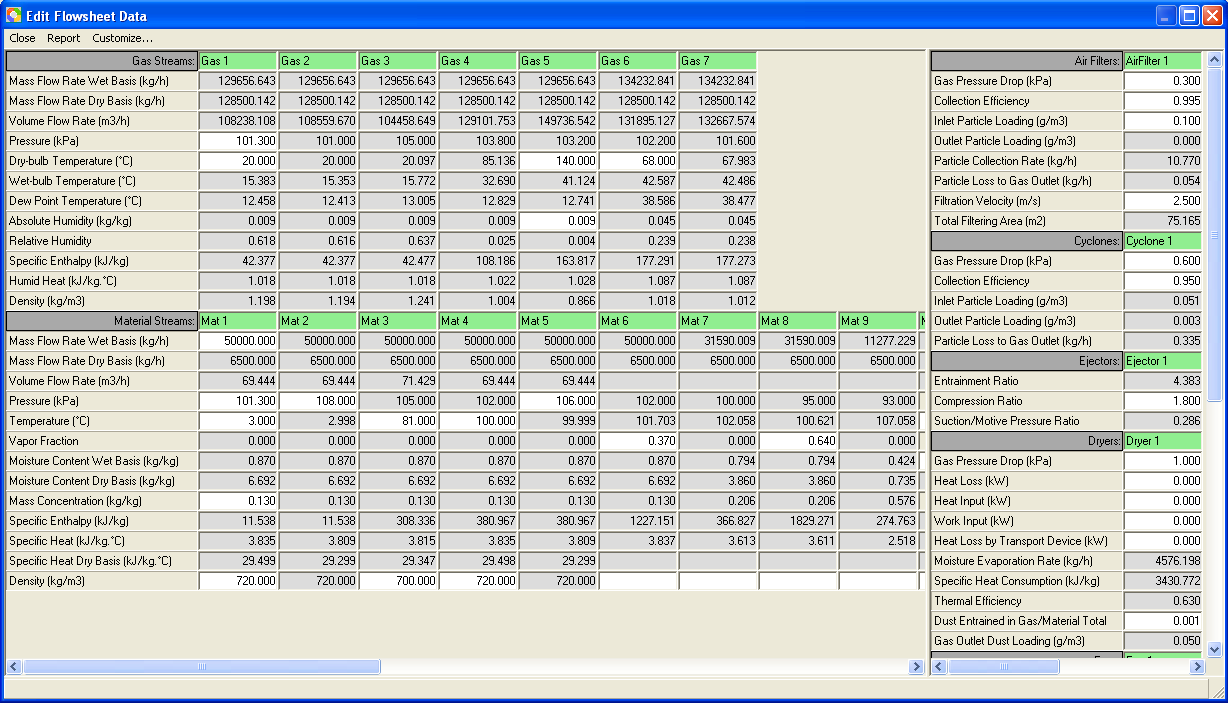 Edit Flowsheet Data
Close Report Customize...
Gas Streams: Gas 1 Gas 2 Gas 3 Gas 4 Gas 5 Gas 6 Gas 7
Mass Flow Rate Wet Basis (kg/h) 129656.643 129656.643 129656.643 129656.643 129656.643 134232.841 134232.841
Mass Flow Rate Dry Basis (kg/h) 128500.142 128500.142 128500.142 128500.142 128500.142 128500.142 128500.142
Volume Flow Rate (m3/h) 108238.108 108559.670 104458.649 129101.753 149736.542 131895.127 132667.574
Pressure (kPa) 101.300 101.000 105.000 103.800 103.200 102.200 101.600
Dry-bulb Temperature (°C) 20.000 20.000 20.097 85.136 140.000 68.000 67.983
Wet-bulb Temperature (°C) 15.383 15.353 15.772 32.690 41.124 42.587 42.486
Dew Point Temperature (°C) 12.458 12.413 13.005 12.829 12.741 38.586 38.477
Absolute Humidity (kg/kg) 0.009 0.009 0.009 0.009 0.009 0.045 0.045
Relative Humidity 0.618 0.616 0.637 0.025 0.004 0.239 0.238
Specific Enthalpy (kJ/kg) 42.377 42.377 42.477 108.186 163.817 177.291 177.273
Humid Heat (kJ/kg.°C) 1.018 1.018 1.018 1.022 1.028 1.087 1.087
Density (kg/m3) 1.198 1.194 1.241 1.004 0.866 1.018 1.012
Material Streams: Mat 1 Mat 2 Mat 3 Mat 4 Mat 5 Mat 6 Mat 7 Mat 8 Mat 9
Mass Flow Rate Wet Basis (kg/h) 50000.000 50000.000 50000.000 50000.000 50000.000 50000.000 31590.009 31590.009 11277.229
Mass Flow Rate Dry Basis (kg/h) 6500.000 6500.000 6500.000 6500.000 6500.000 6500.000 6500.000 6500.000 6500.000
Volume Flow Rate (m3/h) 69.444 69.444 71.429 69.444 69.444
Pressure (kPa) 101.300 108.000 105.000 102.000 106.000 102.000 100.000 95.000 93.000
Temperature (°C) 3.000 2.998 81.000 100.000 99.999 101.703 102.058 100.621 107.058
Vapor Fraction 0.000 0.000 0.000 0.000 0.000 0.370 0.000 0.640 0.000
Moisture Content Wet Basis (kg/kg) 0.870 0.870 0.870 0.870 0.870 0.870 0.794 0.794 0.424
Moisture Content Dry Basis (kg/kg) 6.692 6.692 6.692 6.692 6.692 6.692 3.860 3.860 0.735
Mass Concentration (kg/kg) 0.130 0.130 0.130 0.130 0.130 0.130 0.206 0.206 0.576
Specific Enthalpy (kJ/kg) 11.538 11.538 308.336 380.967 380.967 1227.151 366.827 1829.271 274.763
Specific Heat (kJ/kg.°C) 3.835 3.809 3.815 3.835 3.809 3.837 3.613 3.611 2.518
Specific Heat Dry Basis (kJ/kg.°C) 29.499 29.299 29.347 29.498 29.299
Density (kg/m3) 720.000 720.000 700.000 720.000 720.000
Air Filters: AirFilter 1
Gas Pressure Drop (kPa) 0.300
Collection Efficiency 0.995
Inlet Particle Loading (g/m3) 0.100
Outlet Particle Loading (g/m3) 0.000
Particle Collection Rate (kg/h) 10.770
Particle Loss to Gas Outlet (kg/h) 0.054
Filtration Velocity (m/s) 2.500
Total Filtering Area (m2) 75.165
Cyclones: Cyclone 1
Gas Pressure Drop (kPa) 0.600
Collection Efficiency 0.950
Inlet Particle Loading (g/m3) 0.051
Outlet Particle Loading (g/m3) 0.003
Particle Loss to Gas Outlet (kg/h) 0.335
Ejectors: Ejector 1
Entrainment Ratio 4.383
Compression Ratio 1.800
Suction/Motive Pressure Ratio 0.286
Dryers: Dryer 1
Gas Pressure Drop (kPa) 1.000
Heat Loss (kW) 0.000
Heat Input (kW) 0.000
Work Input (kW) 0.000
Heat Loss by Transport Device (kW) 0.000
Moisture Evaporation Rate (kg/h) 4576.198
Specific Heat Consumption (kJ/kg) 3430.772
Thermal Efficiency 0.630
Dust Entrained in Gas/Material Total 0.001
Gas Outlet Dust Loading (g/m3) 0.050